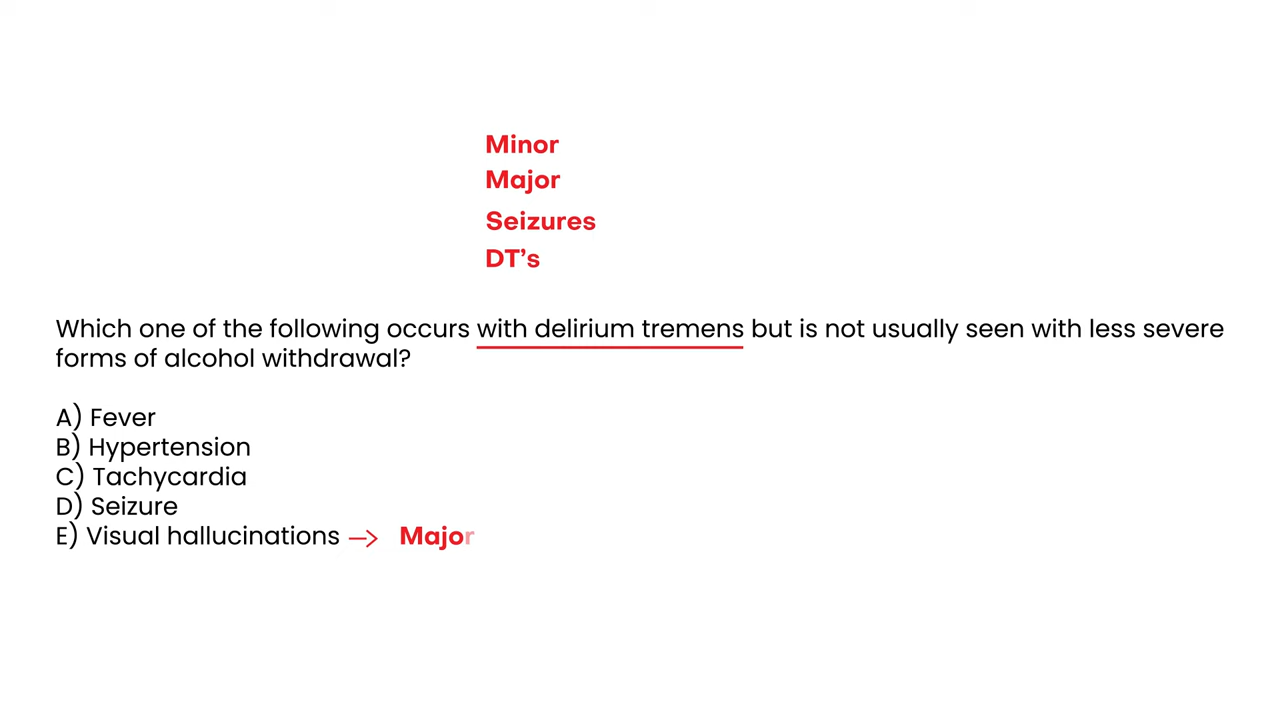 Minor
Major
Seizures
DT’s
Which one of the following occurs with delirium tremens but is not usually seen with less severe
forms of alcohol withdrawal?
A) Fever
B) Hypertension
C) Tachycardia
D) Seizure
E) Visual hallucinations -> Major